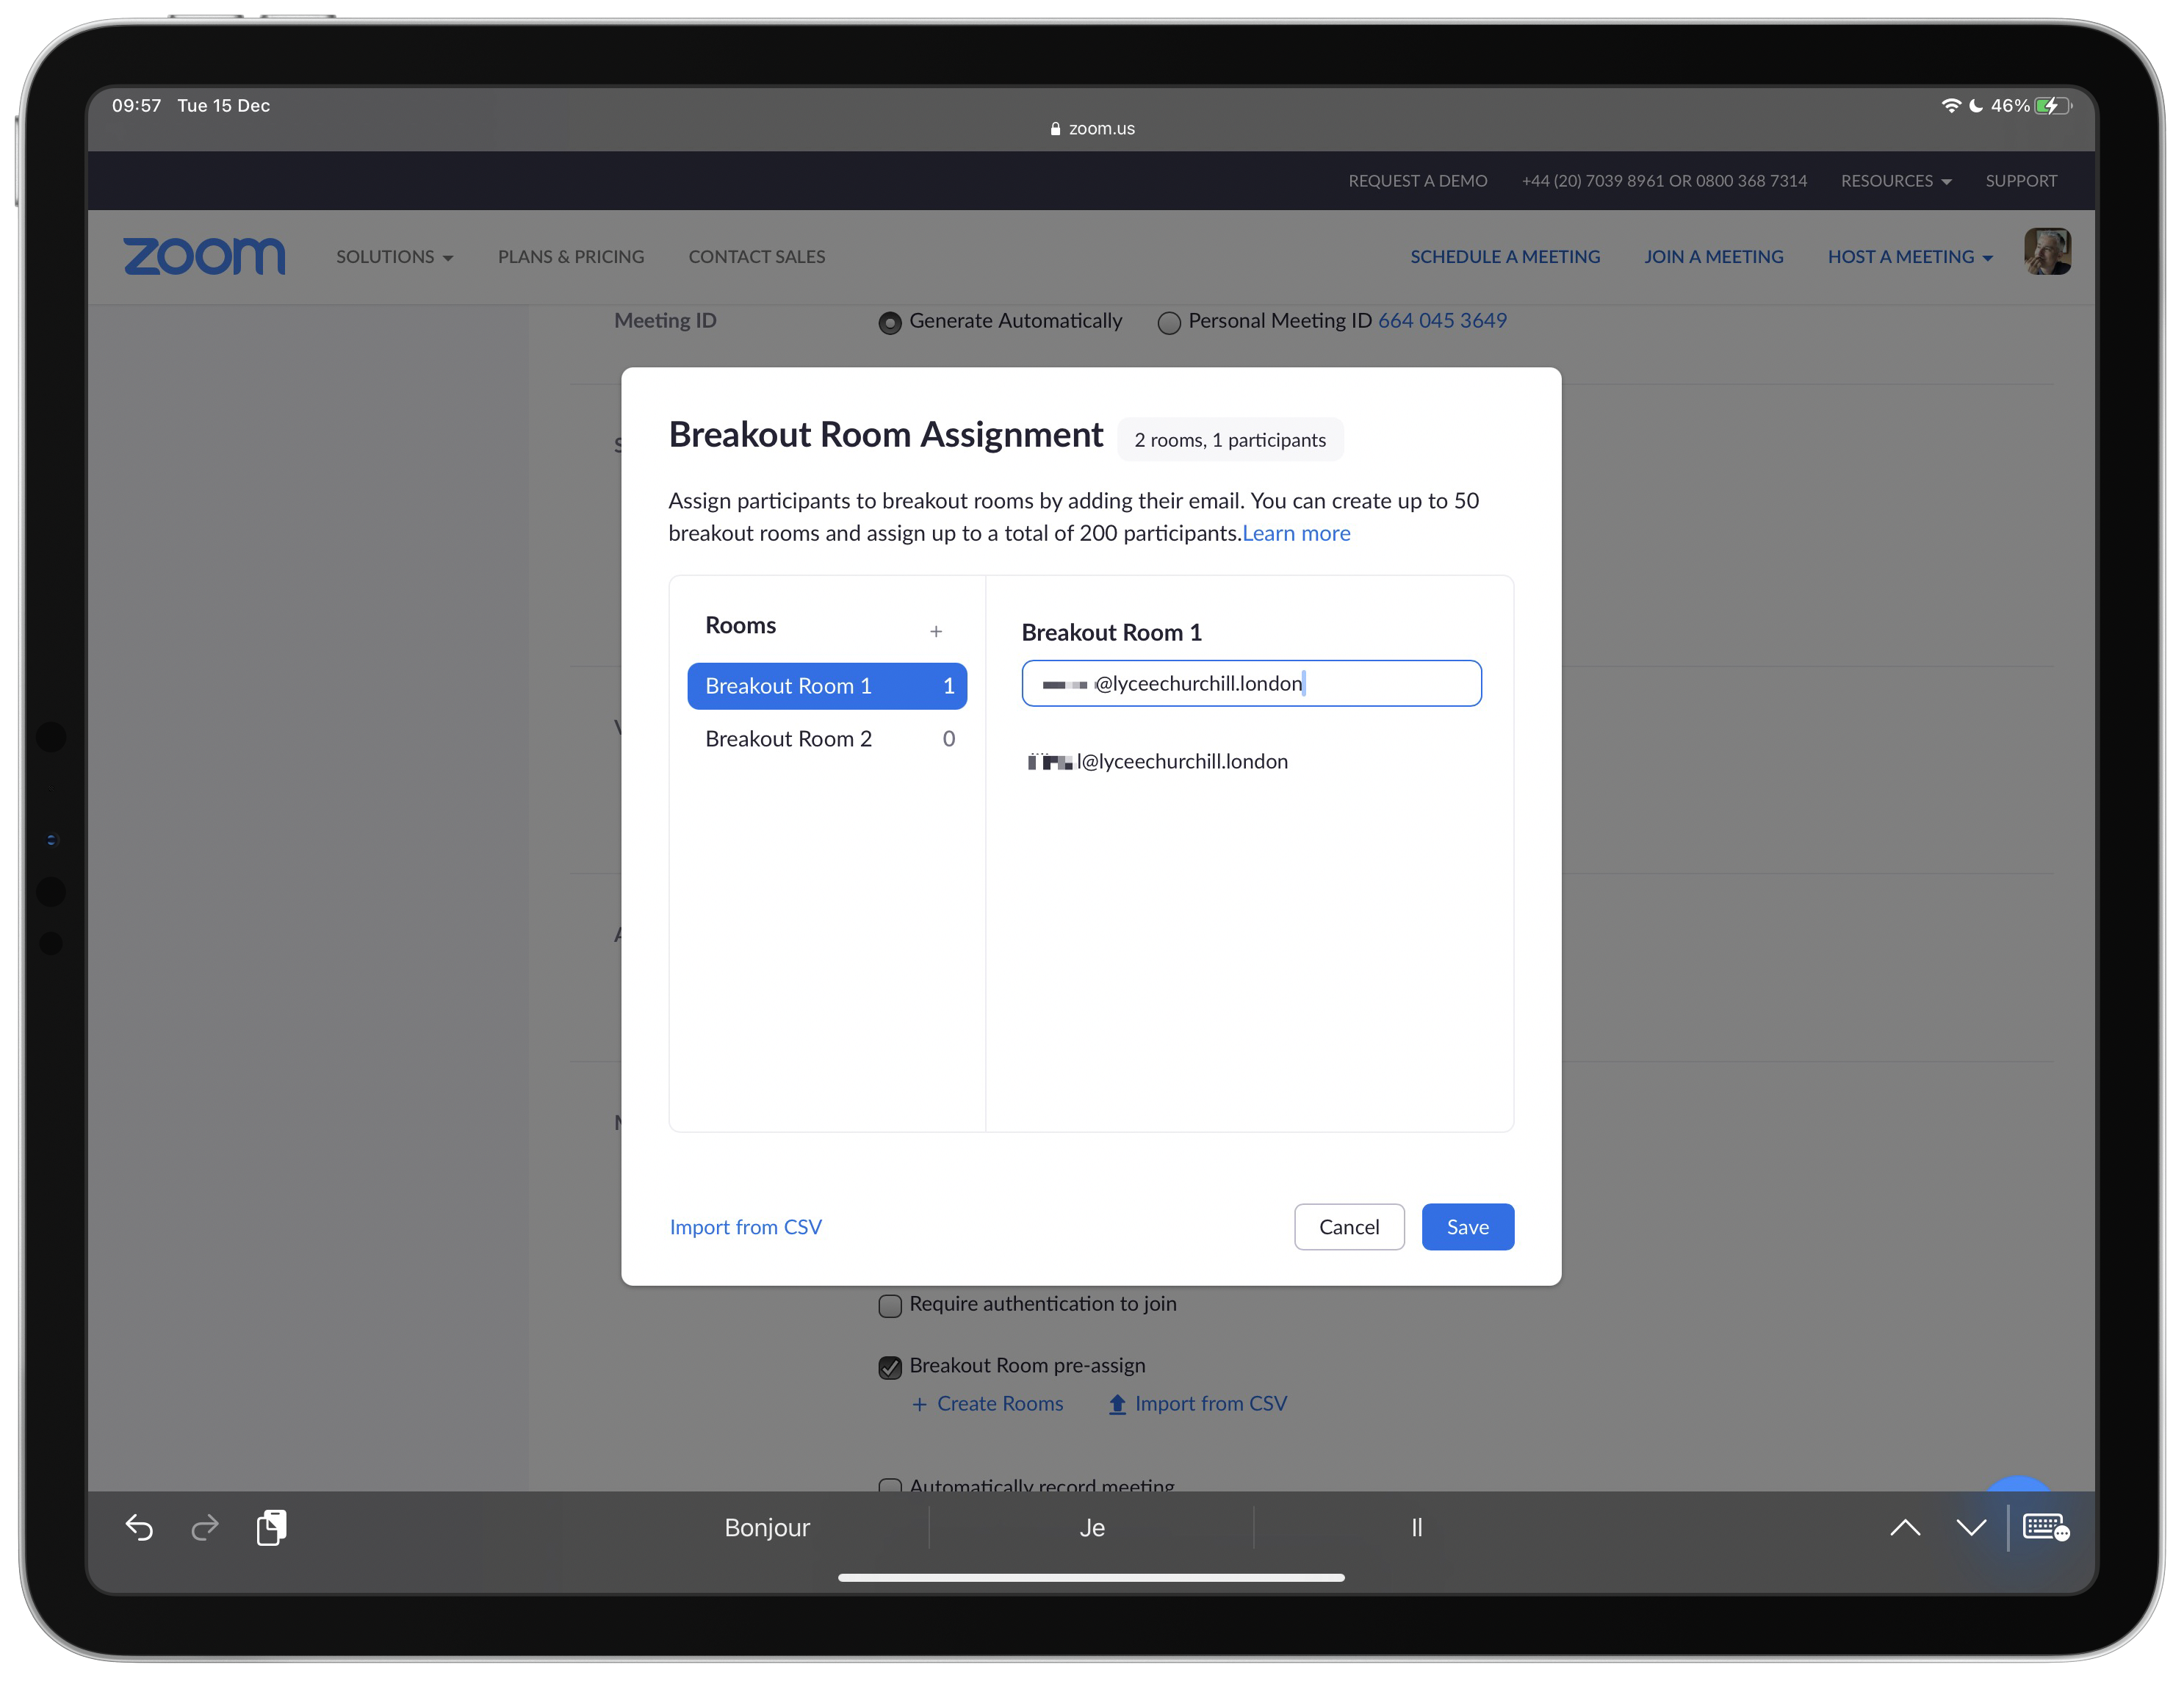 09:57 Tue 15 Dec
46%
zoom.us
REQUEST A DEMO +44 (20) 7039 8961 OR 0800 368 7314 RESOURCES SUPPORT
zoom SOLUTIONS PLANS & PRICING CONTACT SALES SCHEDULE A MEETING JOIN A MEETING HOST A MEETING
Meeting ID Generate Automatically Personal Meeting ID 664 045 3649
Breakout Room Assignment 2 rooms, 1 participants
Assign participants to breakout rooms by adding their email. You can create up to 50
breakout rooms and assign up to a total of 200 participants.Learn more
Rooms +
Breakout Room 1 1
Breakout Room 2 0
Breakout Room 1
@lyceechurchill.london
l@lyceechurchill.london
Import from CSV Cancel Save
Require authentication to join
Breakout Room pre-assign
+ Create Rooms Import from CSV
Automatically record meeting
Bonjour Je Il